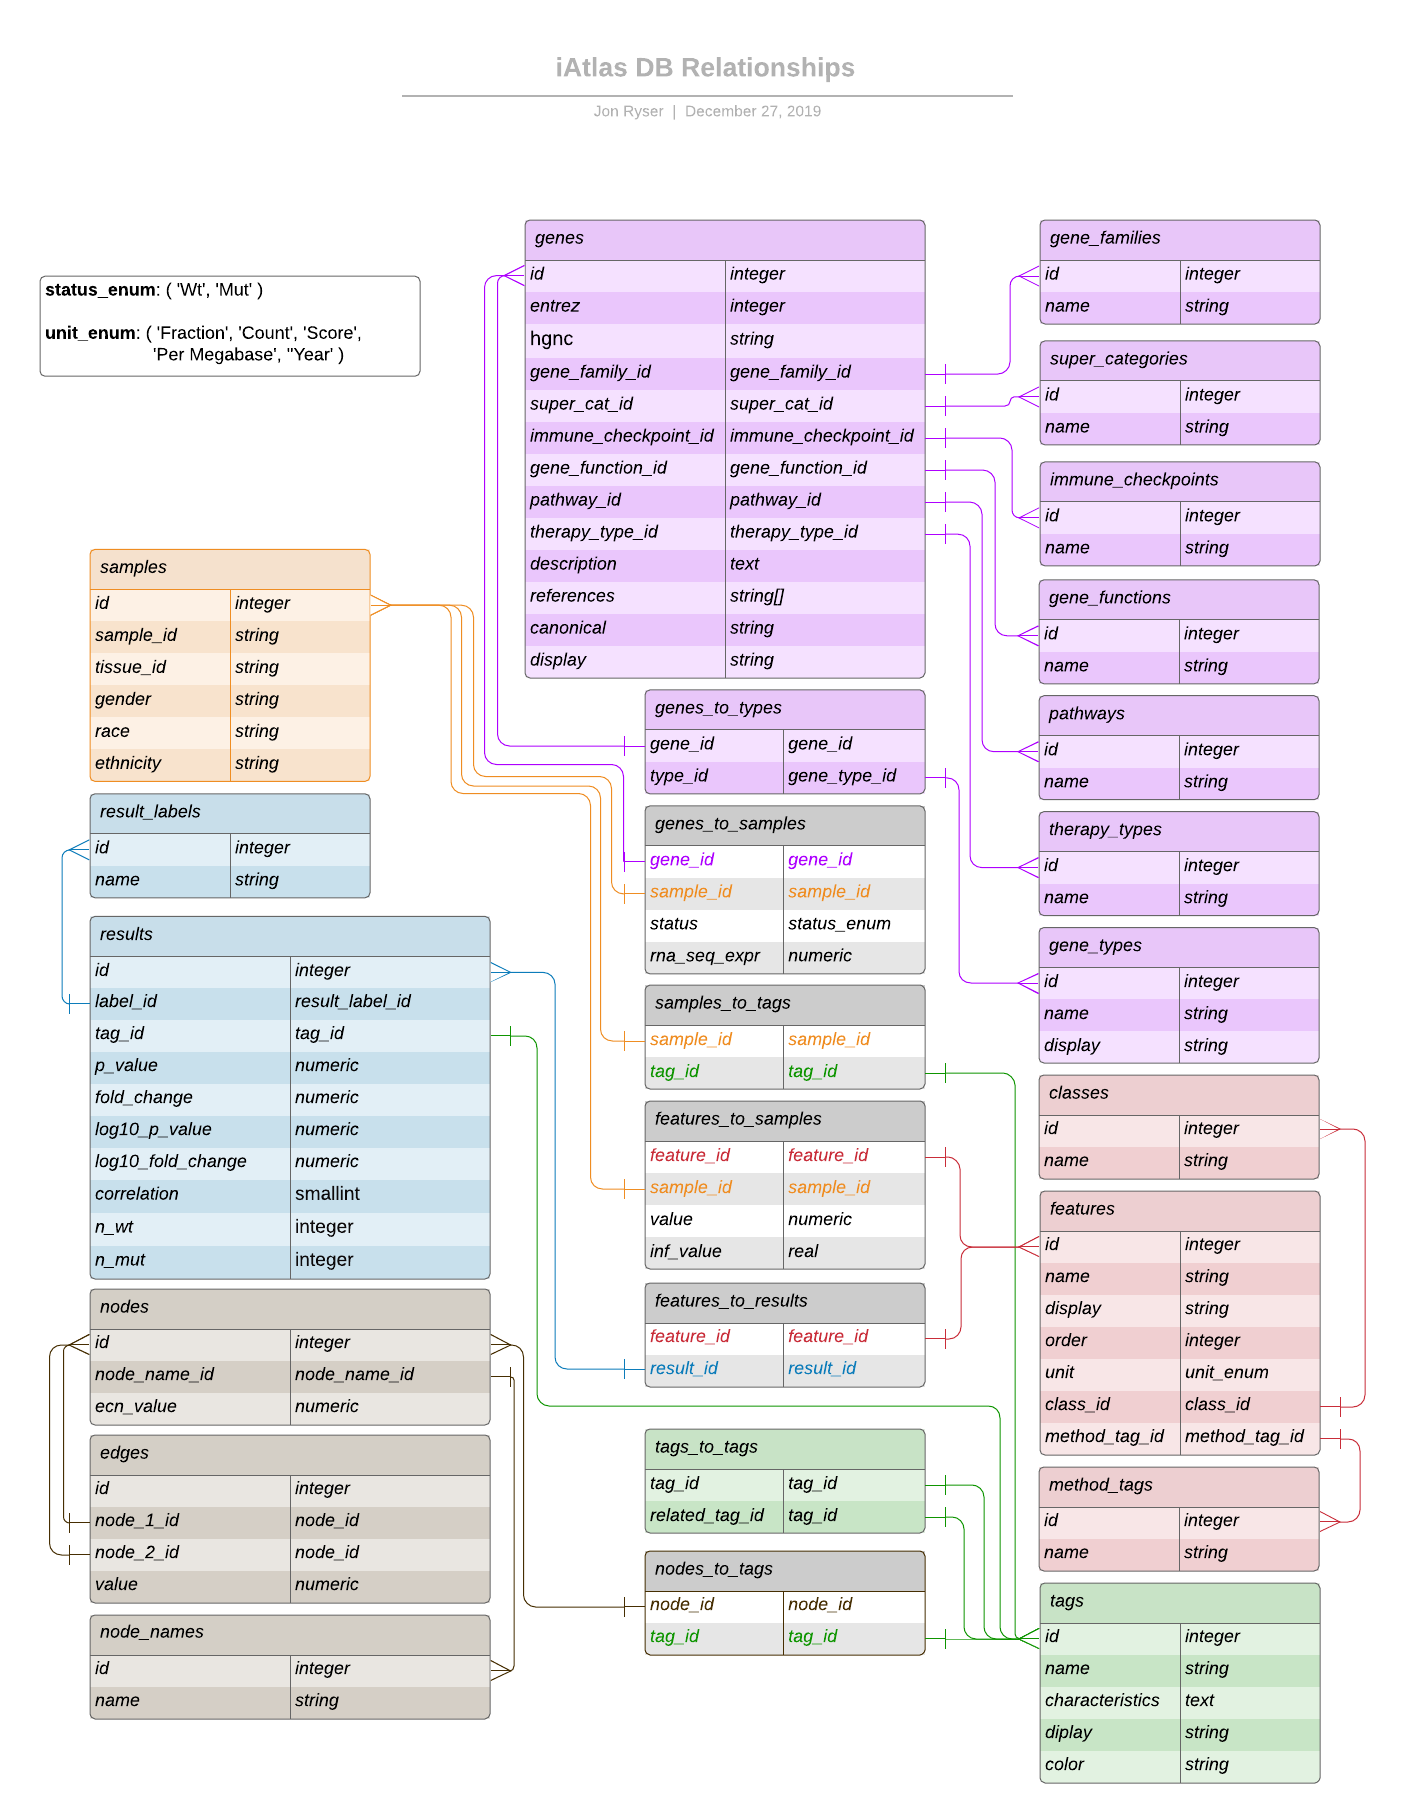 iAtlas DB Relationships
Jon Ryser | December 27, 2019
status_enum: ( 'Wt', 'Mut' )
unit_enum: ( 'Fraction', 'Count', 'Score',
'Per Megabase', "Year' )
genes
id integer
entrez integer
hgnc string
gene_family_id gene_family_id
super_cat_id super_cat_id
immune_checkpoint_id immune_checkpoint_id
gene_function_id gene_function_id
pathway_id pathway_id
therapy_type_id therapy_type_id
description text
references string[]
canonical string
display string
gene_families
id integer
name string
super_categories
id integer
name string
immune_checkpoints
id integer
name string
gene_functions
id integer
name string
pathways
id integer
name string
therapy_types
id integer
name string
gene_types
id integer
name string
display string
samples
id integer
sample_id string
tissue_id string
gender string
race string
ethnicity string
result_labels
id integer
name string
results
id integer
label_id result_label_id
tag_id tag_id
p_value numeric
fold_change numeric
log10_p_value numeric
log10_fold_change numeric
correlation smallint
n_wt integer
n_mut integer
nodes
id integer
node_name_id node_name_id
ecn_value numeric
edges
id integer
node_1_id node_id
node_2_id node_id
value numeric
node_names
id integer
name string
genes_to_types
gene_id gene_id
type_id gene_type_id
genes_to_samples
gene_id gene_id
sample_id sample_id
status status_enum
rna_seq_expr numeric
samples_to_tags
sample_id sample_id
tag_id tag_id
features_to_samples
feature_id feature_id
sample_id sample_id
value numeric
inf_value real
features_to_results
feature_id feature_id
result_id result_id
tags_to_tags
tag_id tag_id
related_tag_id tag_id
nodes_to_tags
node_id node_id
tag_id tag_id
classes
id integer
name string
features
id integer
name string
display string
order integer
unit unit_enum
class_id class_id
method_tag_id method_tag_id
method_tags
id integer
name string
tags
id integer
name string
characteristics text
diplay string
color string